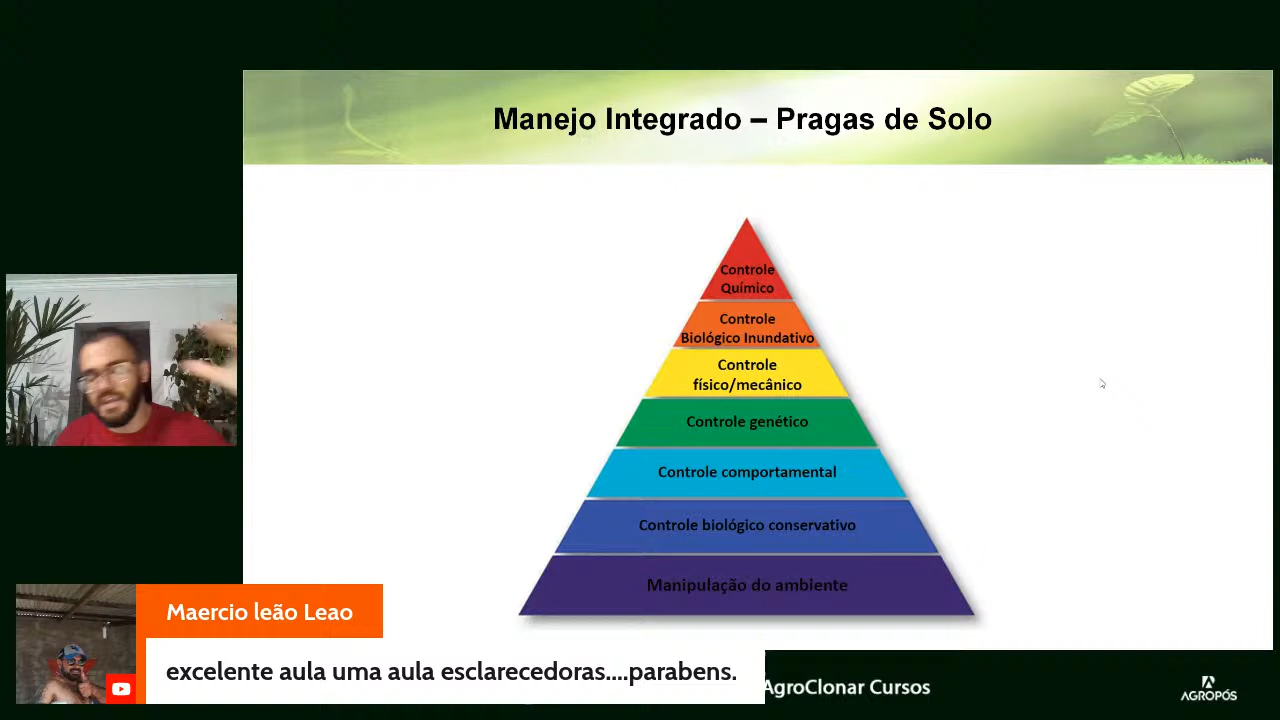 Manejo Integrado – Pragas de Solo
Controle
Químico
Controle
Biológico Inundativo
Controle
físico/mecânico
Controle genético
Controle comportamental
Controle biológico conservativo
Manipulação do ambiente
Maercio leão Leao
excelente aula uma aula esclarecedoras....parabens.
AgroClonar Cursos
AGROPÓS